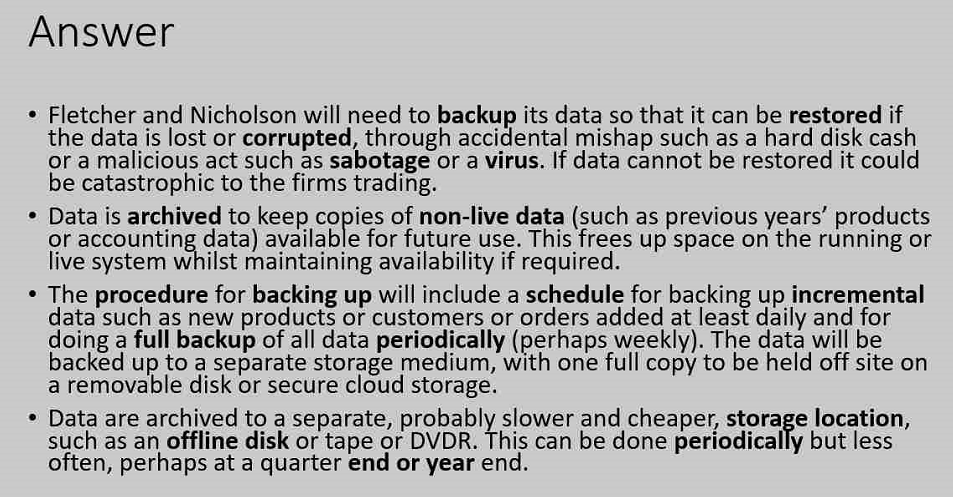 Answer
• Fletcher and Nicholson will need to backup its data so that it can be restored if
the data is lost or corrupted, through accidental mishap such as a hard disk cash
or a malicious act such as sabotage or a virus. If data cannot be restored it could
be catastrophic to the firms trading.
• Data is archived to keep copies of non-live data (such as previous years’ products
or accounting data) available for future use. This frees up space on the running or
live system whilst maintaining availability if required.
• The procedure for backing up will include a schedule for backing up incremental
data such as new products or customers or orders added at least daily and for
doing a full backup of all data periodically (perhaps weekly). The data will be
backed up to a separate storage medium, with one full copy to be held off site on
a removable disk or secure cloud storage.
• Data are archived to a separate, probably slower and cheaper, storage location,
such as an offline disk or tape or DVDR. This can be done periodically but less
often, perhaps at a quarter end or year end.